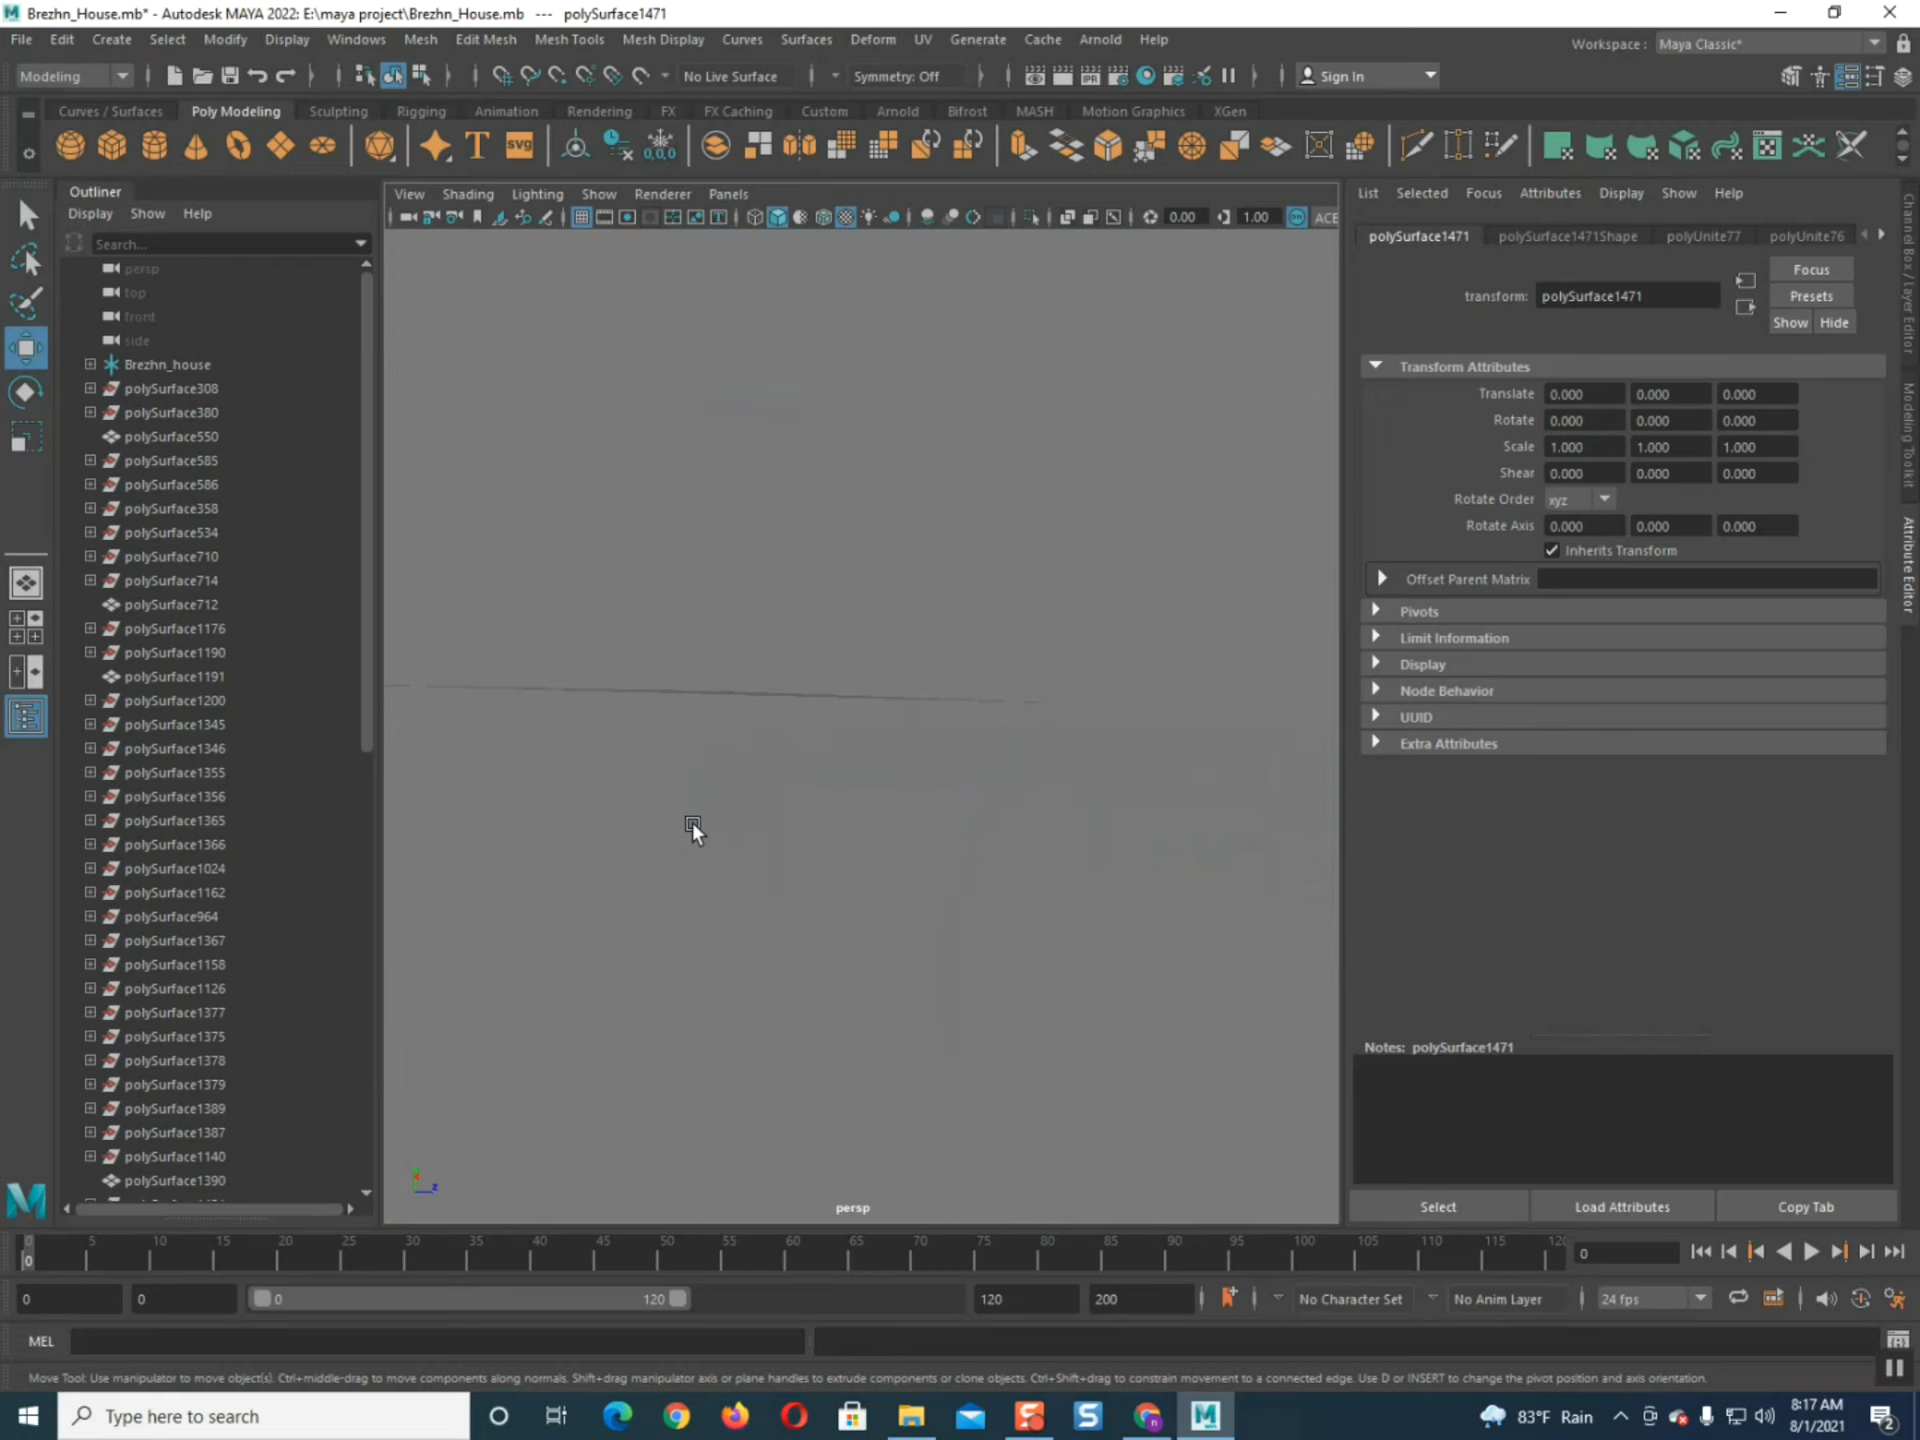 Brezhn_House.mb* - Autodesk MAYA 2022: E:\maya project\Brezhn_House.mb --- polySurface1471
File Edit Create Select Modify Display Windows Mesh Edit Mesh Mesh Tools Mesh Display Curves Surfaces Deform UV Generate Cache Arnold Help
Workspace : Maya Classic*
Modeling No Live Surface Symmetry: Off Sign In
Curves / Surfaces Poly Modeling Sculpting Rigging Animation Rendering FX FX Caching Custom Arnold Bifrost MASH Motion Graphics XGen
T SVG 0,0,0
Outliner
Display Show Help
Search...
persp
top
front
side
Brezhn_house
polySurface308
polySurface380
polySurface550
polySurface585
polySurface586
polySurface358
polySurface534
polySurface710
polySurface714
polySurface712
polySurface1176
polySurface1190
polySurface1191
polySurface1200
polySurface1345
polySurface1346
polySurface1355
polySurface1356
polySurface1365
polySurface1366
polySurface1024
polySurface1162
polySurface964
polySurface1367
polySurface1158
polySurface1126
polySurface1377
polySurface1375
polySurface1378
polySurface1379
polySurface1389
polySurface1387
polySurface1140
polySurface1390
View Shading Lighting Show Renderer Panels
0.00 1.00 ACE
z
persp
List Selected Focus Attributes Display Show Help
polySurface1471 polySurface1471Shape polyUnite77 polyUnite76
Focus
transform: polySurface1471 Presets
Show Hide
Transform Attributes
Translate 0.000 0.000 0.000
Rotate 0.000 0.000 0.000
Scale 1.000 1.000 1.000
Shear 0.000 0.000 0.000
Rotate Order xyz
Rotate Axis 0.000 0.000 0.000
Inherits Transform
Offset Parent Matrix
Pivots
Limit Information
Display
Node Behavior
UUID
Extra Attributes
Notes: polySurface1471
Select Load Attributes Copy Tab
Channel Box / Layer Editor
Modeling Toolkit
Attribute Editor
0 5 10 15 20 25 30 35 40 45 50 55 60 65 70 75 80 85 90 95 100 105 110 115 120
0 0
0 0 0 120 120 200 No Character Set No Anim Layer 24 fps
MEL
Move Tool: Use manipulator to move object(s). Ctrl+middle-drag to move components along normals. Shift+drag manipulator axis or plane handles to extrude components or clone objects. Ctrl+Shift+drag to constrain movement to a connected edge. Use D or INSERT to change the pivot position and axis orientation.
Type here to search
83°F Rain
8:17 AM
8/1/2021
2